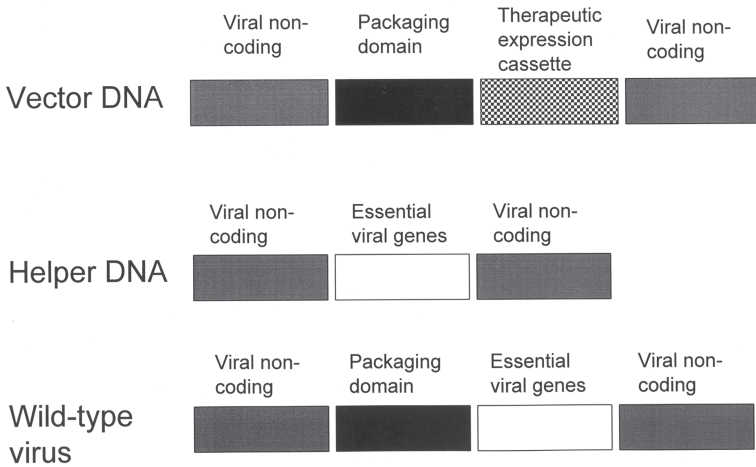 Viral non-
coding
Packaging
domain
Therapeutic
expression
cassette
Viral non-
coding
Vector DNA
Viral non-
coding
Essential
viral genes
Viral non-
coding
Helper DNA
Viral non-
coding
Packaging
domain
Essential
viral genes
Viral non-
coding
Wild-type
virus